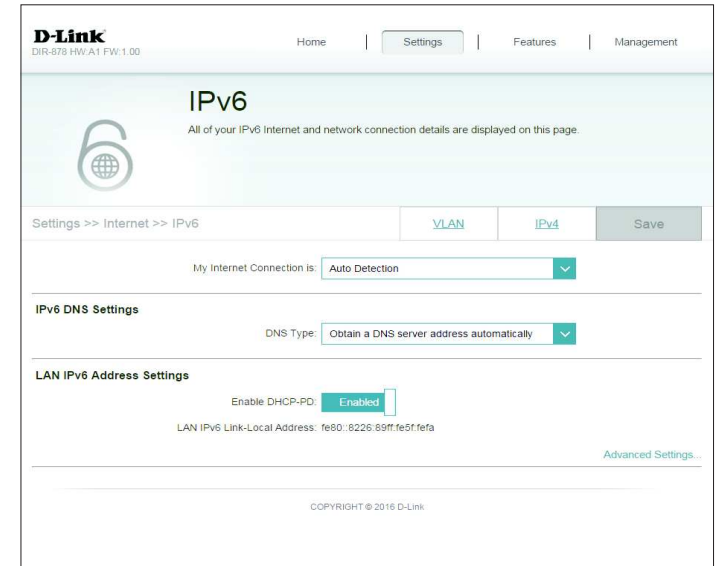 D-Link
DIR-878 HW:A1 FW:1.00
Home
Settings
Features
Management
IPv6
All of your IPv6 Internet and network connection details are displayed on this page.
Settings >> Internet >> IPv6
VLAN
IPv4
Save
My Internet Connection is: Auto Detection
IPv6 DNS Settings
DNS Type: Obtain a DNS server address automatically
LAN IPv6 Address Settings
Enable DHCP-PD: Enabled
LAN IPv6 Link-Local Address: fe80::8226:89ff:fe5f:fefa
Advanced Settings...
COPYRIGHT © 2016 D-Link